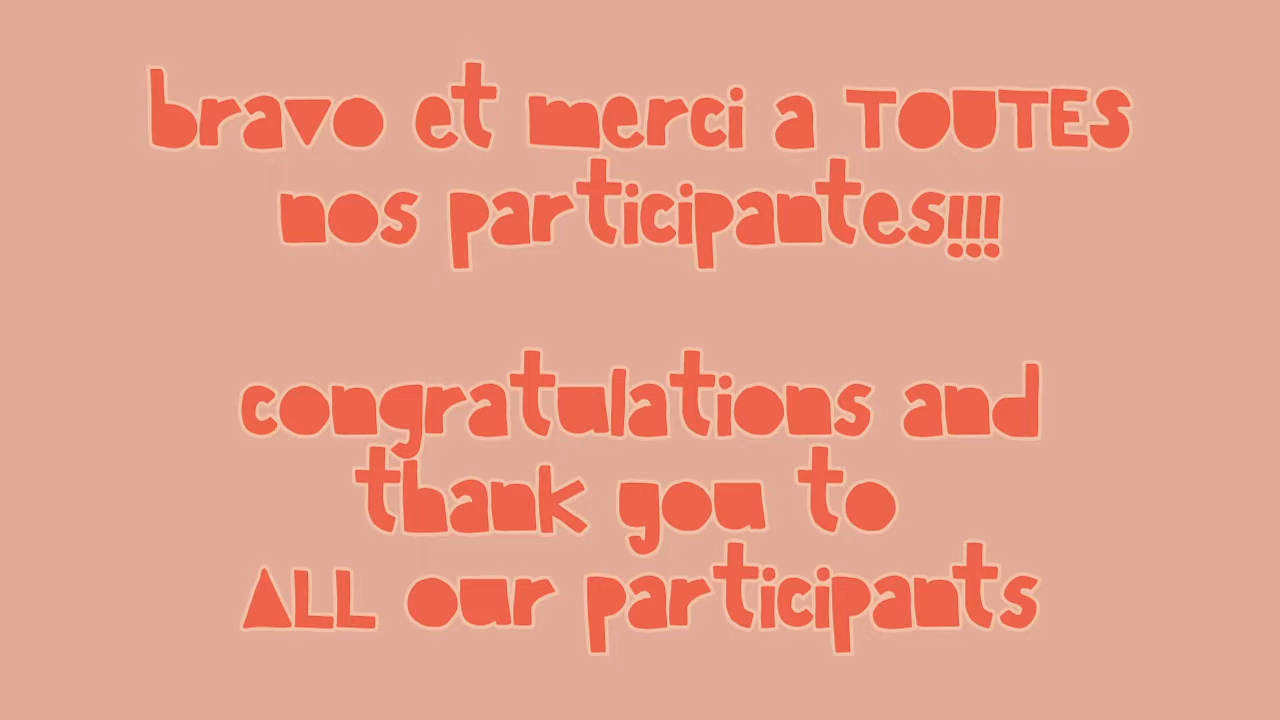 bravo et merci a TOUTES
nos participantes!!!
congratulations and
thank you to
ALL our participants